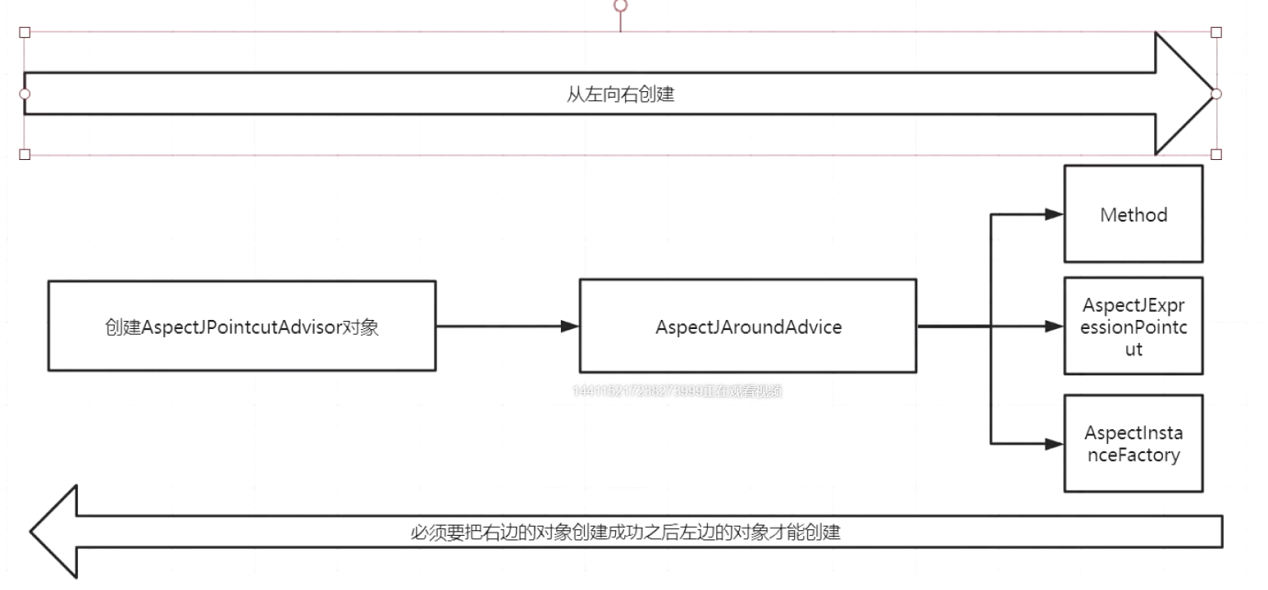 从左向右创建
Method
创建AspectJPointcutAdvisor对象
AspectJAroundAdvice
AspectJExpr
essionPointc
ut
AspectInsta
nceFactory
必须要把右边的对象创建成功之后左边的对象才能创建